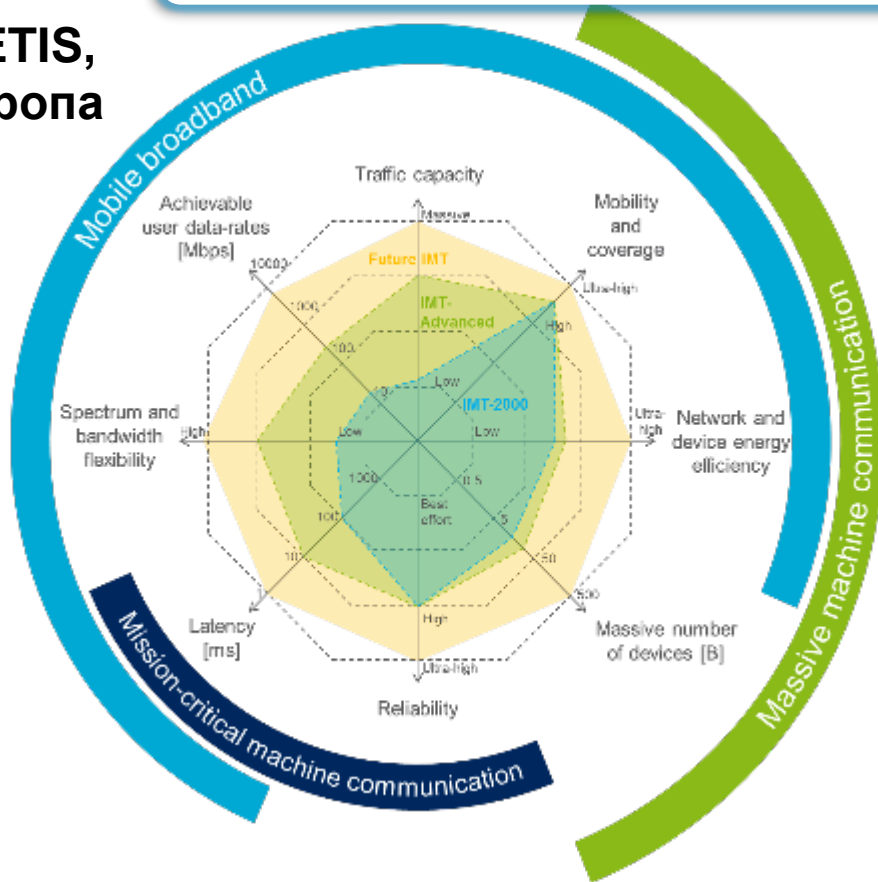 ETIS,
ропа
Mobile broadband
Traffic capacity
Massive
Achievable
user data-rates
[Mbps]
Mobility
and
coverage
10000
Future IMT
Ultra-high
000
IMT-
Advanced
High
100
10
Low
IMT-2000
Spectrum and
bandwidth
flexibility
High
Low
Low
Ultra-
high
Network and
device energy
efficiency
1000
0.5
Best
effort
100
5
10
50
1
500
High
Latency
[ms]
Massive number
of devices [B]
Ultra-high
Reliability
Mission-critical machine communication
Massive machine communication